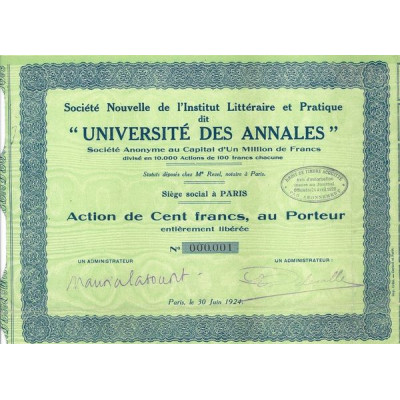 Société Nouvelle de l'Institut Littéraire et Pratique
dit
" UNIVERSITÉ DES ANNALES "
Société Anonyme au Capital d'Un Million de Francs
divisé en 10.000 Actions de 100 francs chacune
Statuts déposés chez Me Rozel, notaire à Paris.
Siège social à PARIS
Action de Cent francs, au Porteur
entièrement libérée
No 000,001
UN ADMINISTRATEUR
UN ADMINISTRATEUR:
Paris, le 30 Juin 1924.